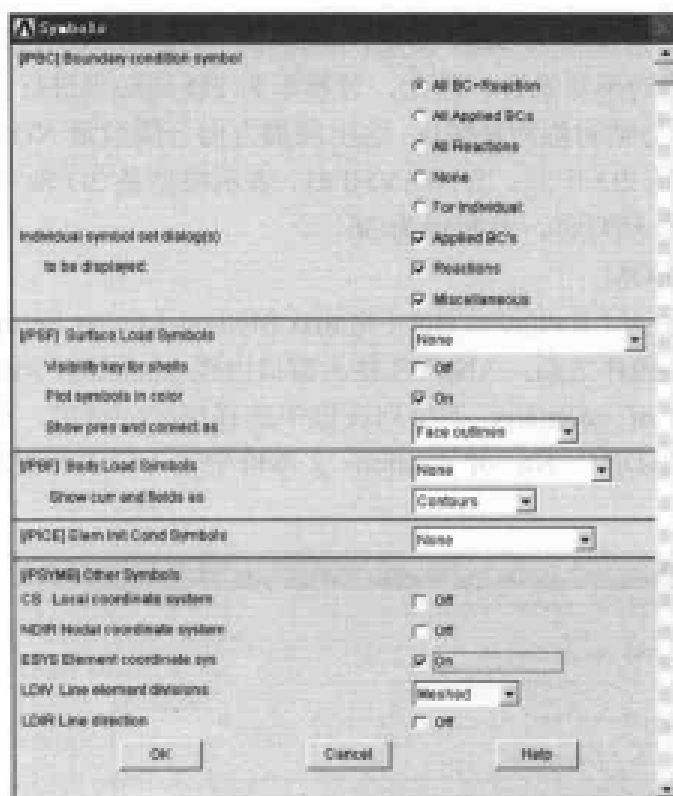 Symbols
[/PBC] Boundary condition symbol
All BC+Reaction
All Applied BCs
All Reactions
None
For Individual:
Individual symbol set dialog(s)
to be displayed:
Applied BC's
Reactions
Miscellaneous
[/PSF] Surface Load Symbols None
Visibility key for shells Off
Plot symbols in color On
Show pres and convect as Face outlines
[/PBF] Body Load Symbols None
Show curr and fields as Contours
[/PICE] Elem Init Cond Symbols None
[/PSYMB] Other Symbols
CS Local coordinate system Off
NDIR Nodal coordinate system Off
ESYS Element coordinate sys On
LDIV Line element divisions Meshed
LDIR Line direction Off
OK Cancel Help